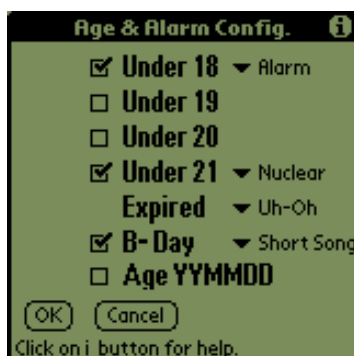 Age & Alarm Config. i
Under 18 Alarm
Under 19
Under 20
Under 21 Nuclear
Expired Uh-Oh
B-Day Short Song
Age YYMMDD
OK Cancel
Click on i button for help.